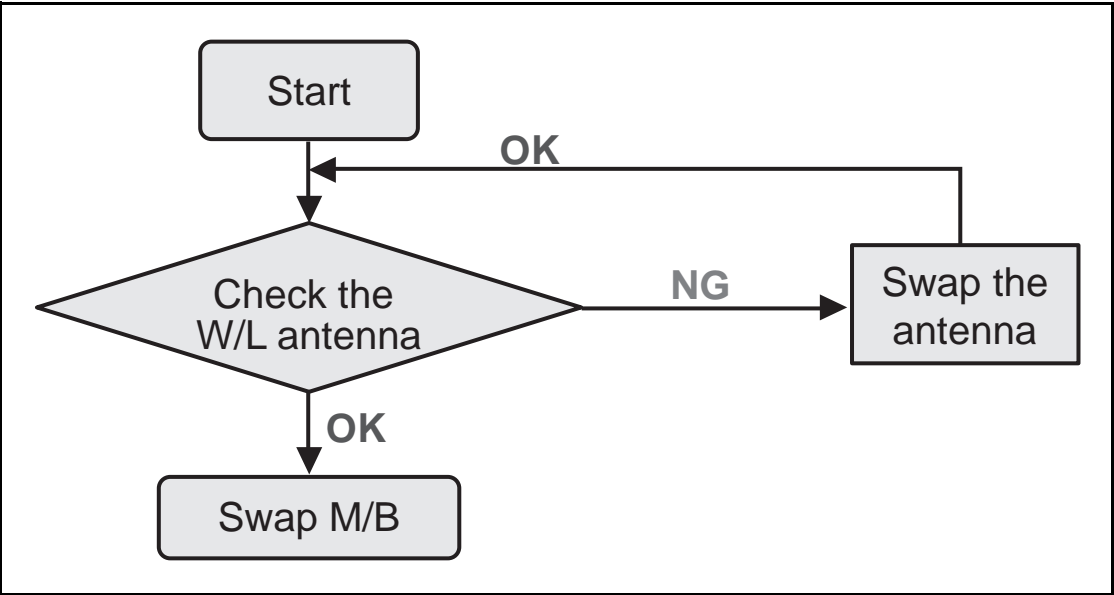 Start
OK
Check the
W/L antenna
NG
Swap the
antenna
OK
Swap M/B